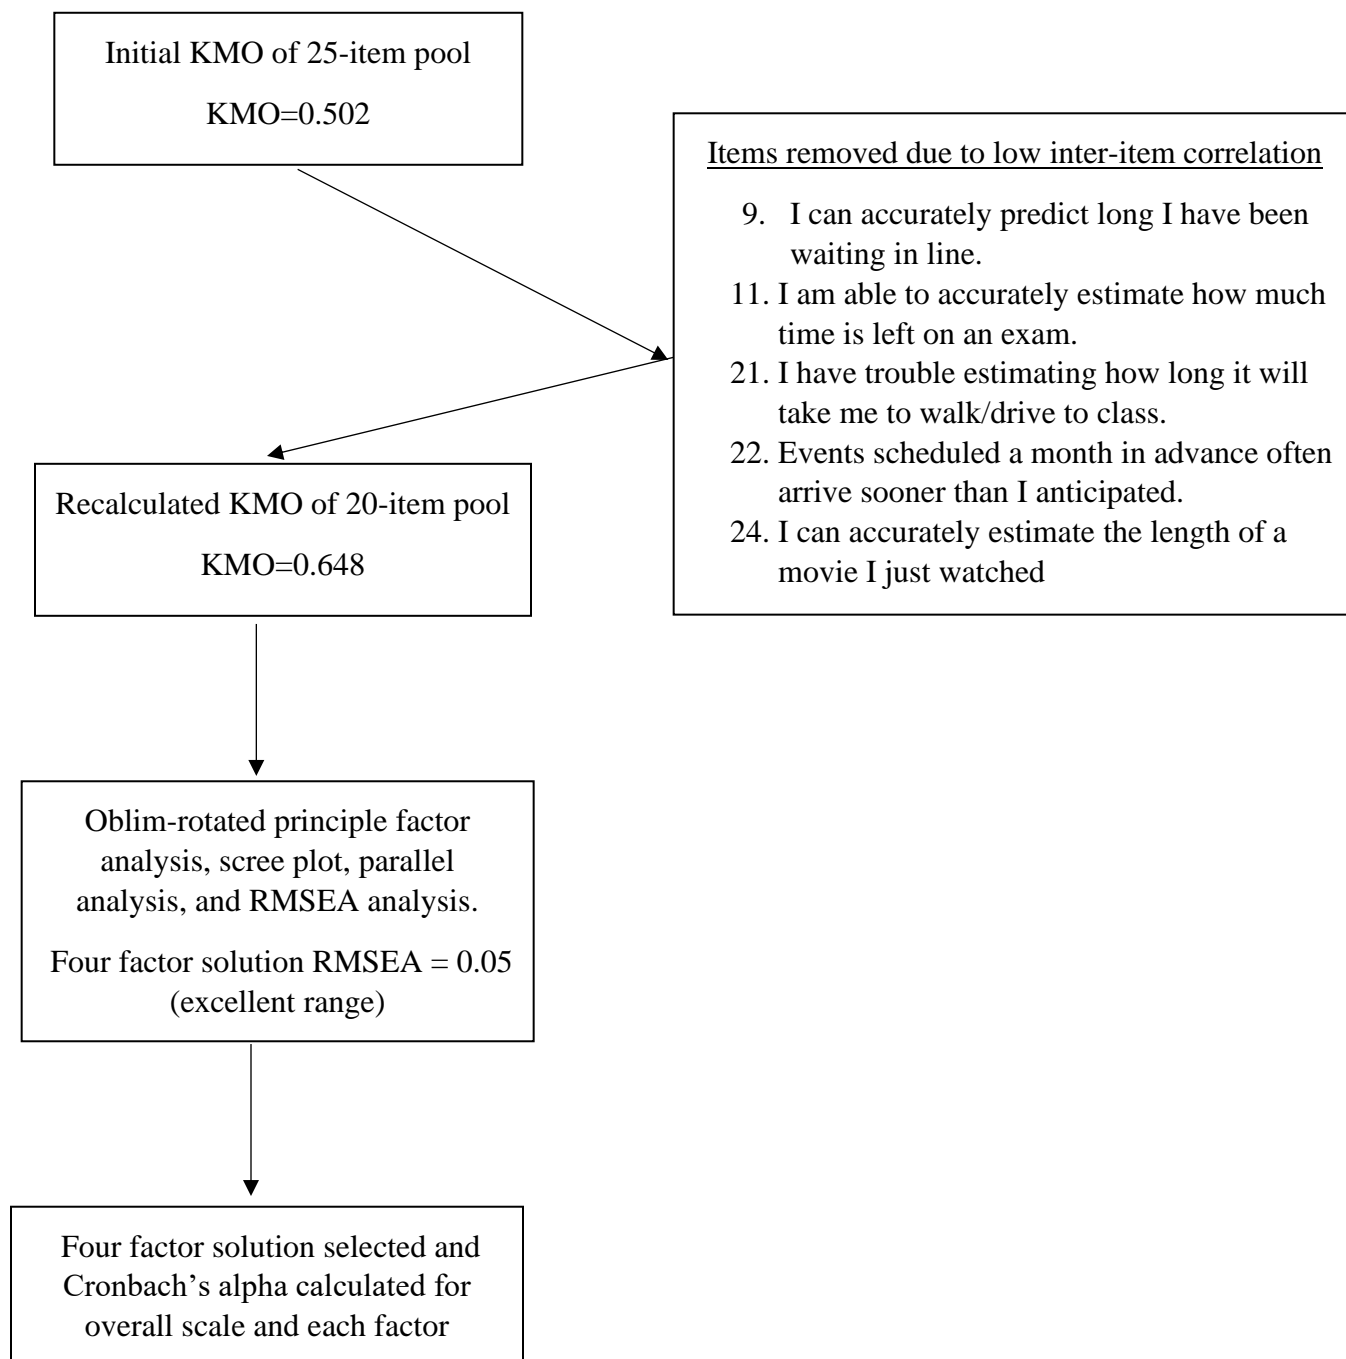 Initial KMO of 25-item pool
KMO=0.502
Items removed due to low inter-item correlation
9. I can accurately predict long I have been
waiting in line.
11. I am able to accurately estimate how much
time is left on an exam.
21. I have trouble estimating how long it will
take me to walk/drive to class.
22. Events scheduled a month in advance often
arrive sooner than I anticipated.
24. I can accurately estimate the length of a
movie I just watched
Recalculated KMO of 20-item pool
KMO=0.648
Oblim-rotated principle factor
analysis, scree plot, parallel
analysis, and RMSEA analysis.
Four factor solution RMSEA = 0.05
(excellent range)
Four factor solution selected and
Cronbach’s alpha calculated for
overall scale and each factor